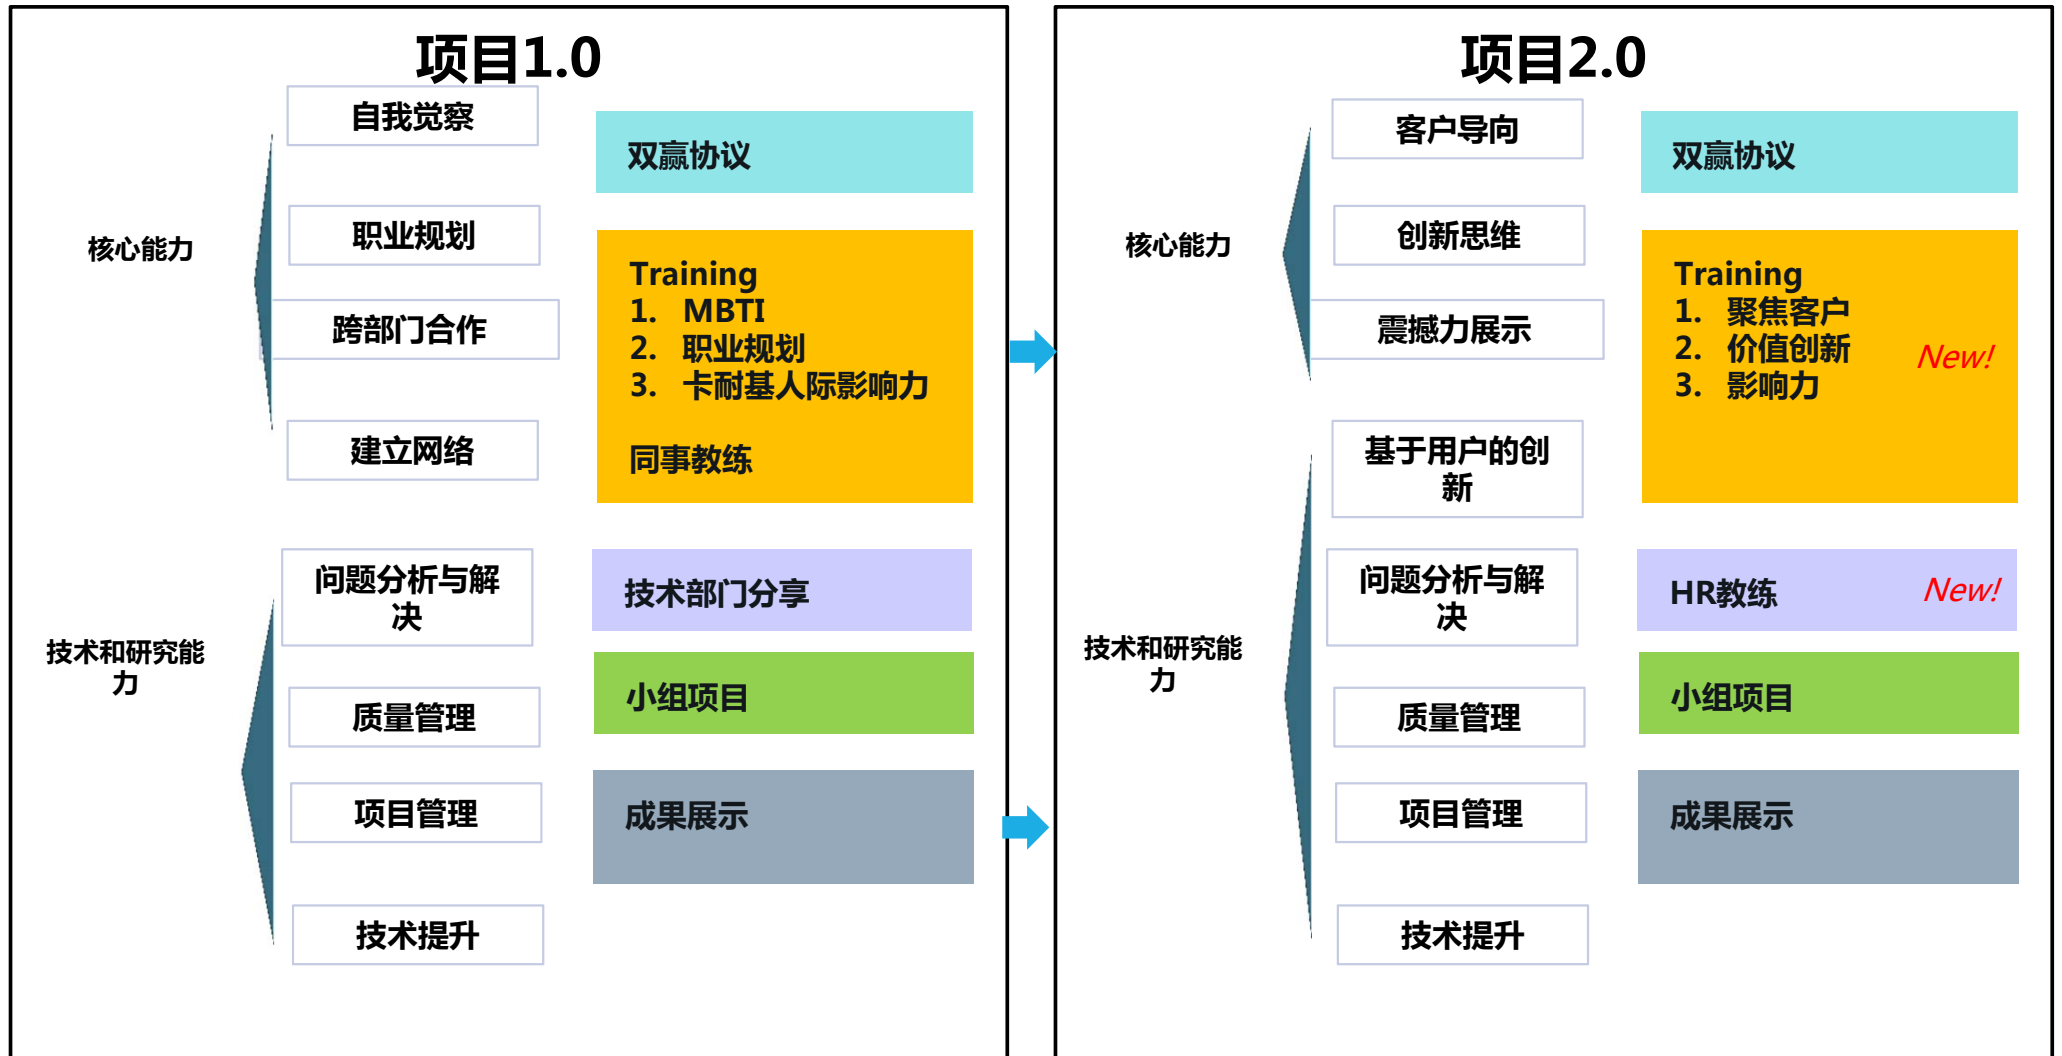 项目1.0
核心能力
自我觉察
职业规划
跨部门合作
建立网络
技术和研究能
力
问题分析与解
决
质量管理
项目管理
技术提升
双赢协议
Training
1. MBTI
2. 职业规划
3. 卡耐基人际影响力
同事教练
技术部门分享
小组项目
成果展示
项目2.0
核心能力
客户导向
创新思维
震撼力展示
技术和研究能
力
基于用户的创
新
问题分析与解
决
质量管理
项目管理
技术提升
双赢协议
Training
1. 聚焦客户
2. 价值创新
3. 影响力
New!
HR教练
New!
小组项目
成果展示